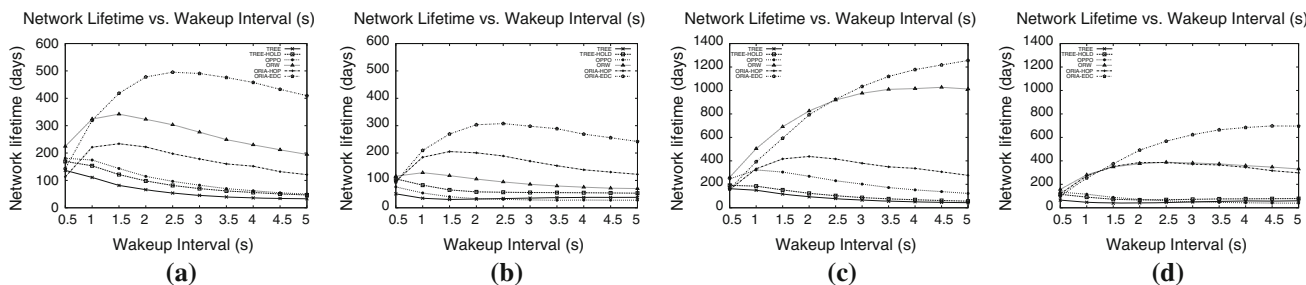 Network Lifetime vs. Wakeup Interval (s)
Network lifetime (days)
600
500
400
300
200
100
0
TREE
TREE-HOLD
OPPO
ORW
ORIA-HOP
ORIA-EDC
0.5 1 1.5 2 2.5 3 3.5 4 4.5 5
Wakeup Interval (s)
(a)
Network Lifetime vs. Wakeup Interval (s)
Network lifetime (days)
600
500
400
300
200
100
0
TREE
TREE-HOLD
OPPO
ORW
ORIA-HOP
ORIA-EDC
0.5 1 1.5 2 2.5 3 3.5 4 4.5 5
Wakeup Interval (s)
(b)
Network Lifetime vs. Wakeup Interval (s)
Network lifetime (days)
1400
1200
1000
800
600
400
200
0
TREE
TREE-HOLD
OPPO
ORW
ORIA-HOP
ORIA-EDC
0.5 1 1.5 2 2.5 3 3.5 4 4.5 5
Wakeup Interval (s)
(c)
Network Lifetime vs. Wakeup Interval (s)
Network lifetime (days)
1400
1200
1000
800
600
400
200
0
TREE
TREE-HOLD
OPPO
ORW
ORIA-HOP
ORIA-EDC
0.5 1 1.5 2 2.5 3 3.5 4 4.5 5
Wakeup Interval (s)
(d)